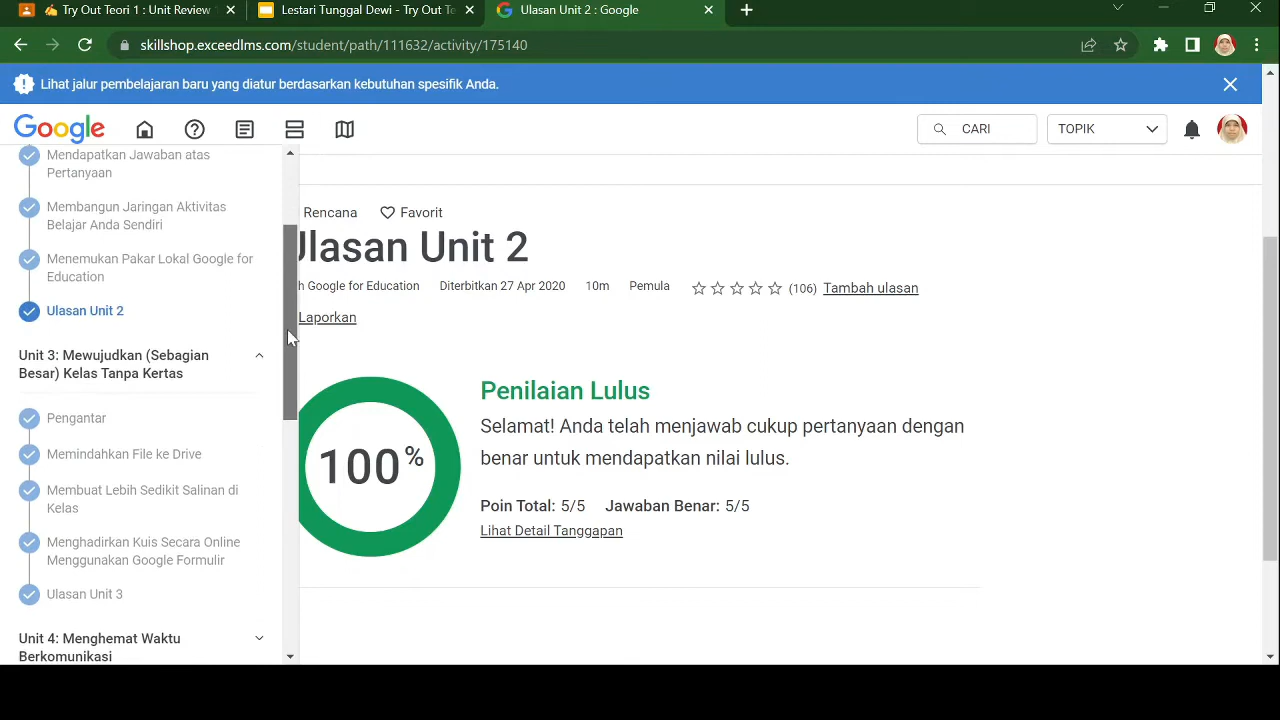 Try Out Teori 1 : Unit Review
Lestari Tunggal Dewi - Try Out Te
Ulasan Unit 2 : Google
skillshop.exceedlms.com/student/path/111632/activity/175140
Lihat jalur pembelajaran baru yang diatur berdasarkan kebutuhan spesifik Anda.
Google
CARI
TOPIK
Mendapatkan Jawaban atas
Pertanyaan
Membangun Jaringan Aktivitas
Belajar Anda Sendiri
Menemukan Pakar Lokal Google for
Education
Ulasan Unit 2
Unit 3: Mewujudkan (Sebagian
Besar) Kelas Tanpa Kertas
Pengantar
Memindahkan File ke Drive
Membuat Lebih Sedikit Salinan di
Kelas
Menghadirkan Kuis Secara Online
Menggunakan Google Formulir
Ulasan Unit 3
Unit 4: Menghemat Waktu
Berkomunikasi
Rencana
Favorit
Ulasan Unit 2
h Google for Education
Diterbitkan 27 Apr 2020
10m
Pemula
(106)
Tambah ulasan
Laporkan
100%
Penilaian Lulus
Selamat! Anda telah menjawab cukup pertanyaan dengan
benar untuk mendapatkan nilai lulus.
Poin Total: 5/5 Jawaban Benar: 5/5
Lihat Detail Tanggapan